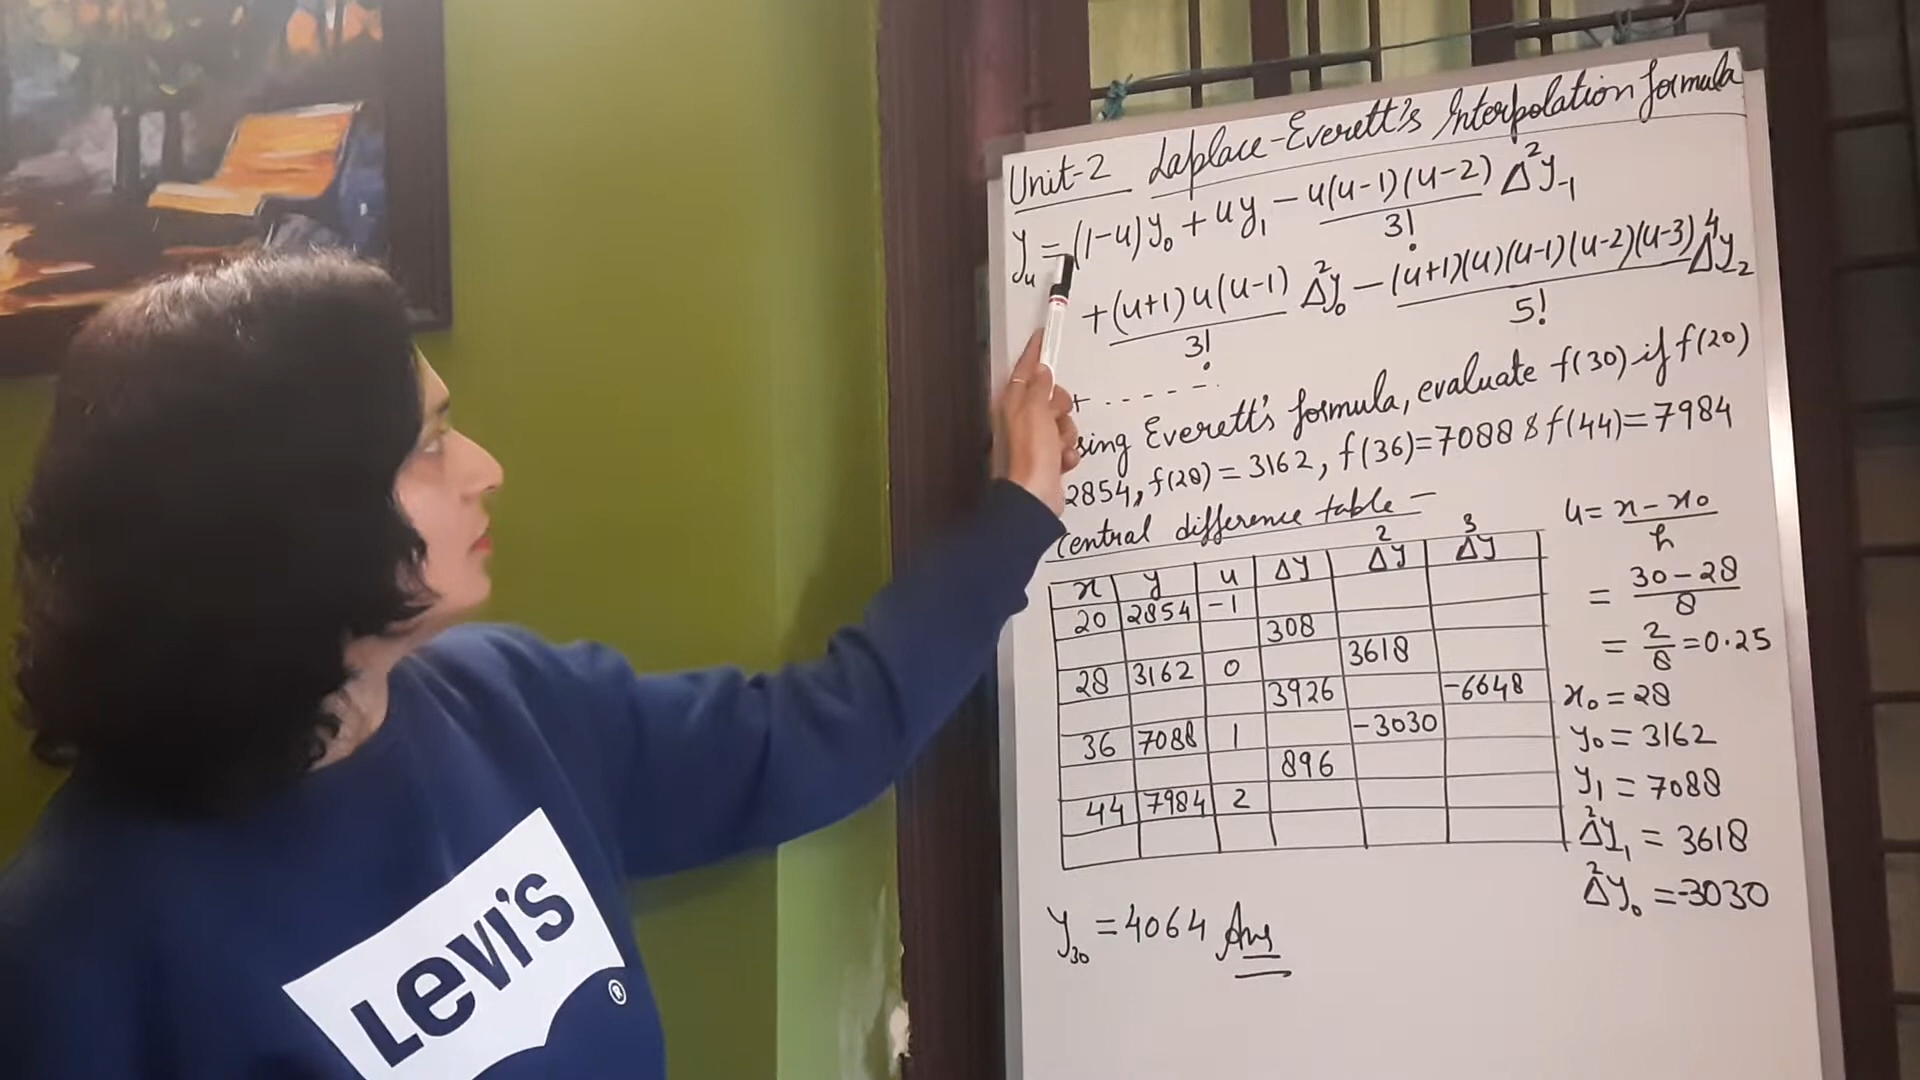 Unit-2 Laplace-Everett's Interpolation formula
y_u = (1-u)y₀ + uy₁ - u(u-1)(u-2)/3! Δ²y₋₁
+ (u+1)u(u-1)/3! Δ²y₀ - (u+1)(u)(u-1)(u-2)(u-3)/5! Δ⁴y₋₂
+ - - - - - -
sing Everett's formula, evaluate f(30) if f(20)
2854, f(28) = 3162, f(36)=7088 & f(44)=7984
Central difference table -
x y u Δy Δ²y Δ³y
20 2854 -1
308
3618
28 3162 0
3926 -6648
-3030
36 7088 1
896
44 7984 2
u = x - x₀/h
= 30-28/8
= 2/8 = 0.25
x₀ = 28
y₀ = 3162
y₁ = 7088
Δ²y₋₁ = 3618
Δ²y₀ = -3030
y₃₀ = 4064 Ans
Levi's ®